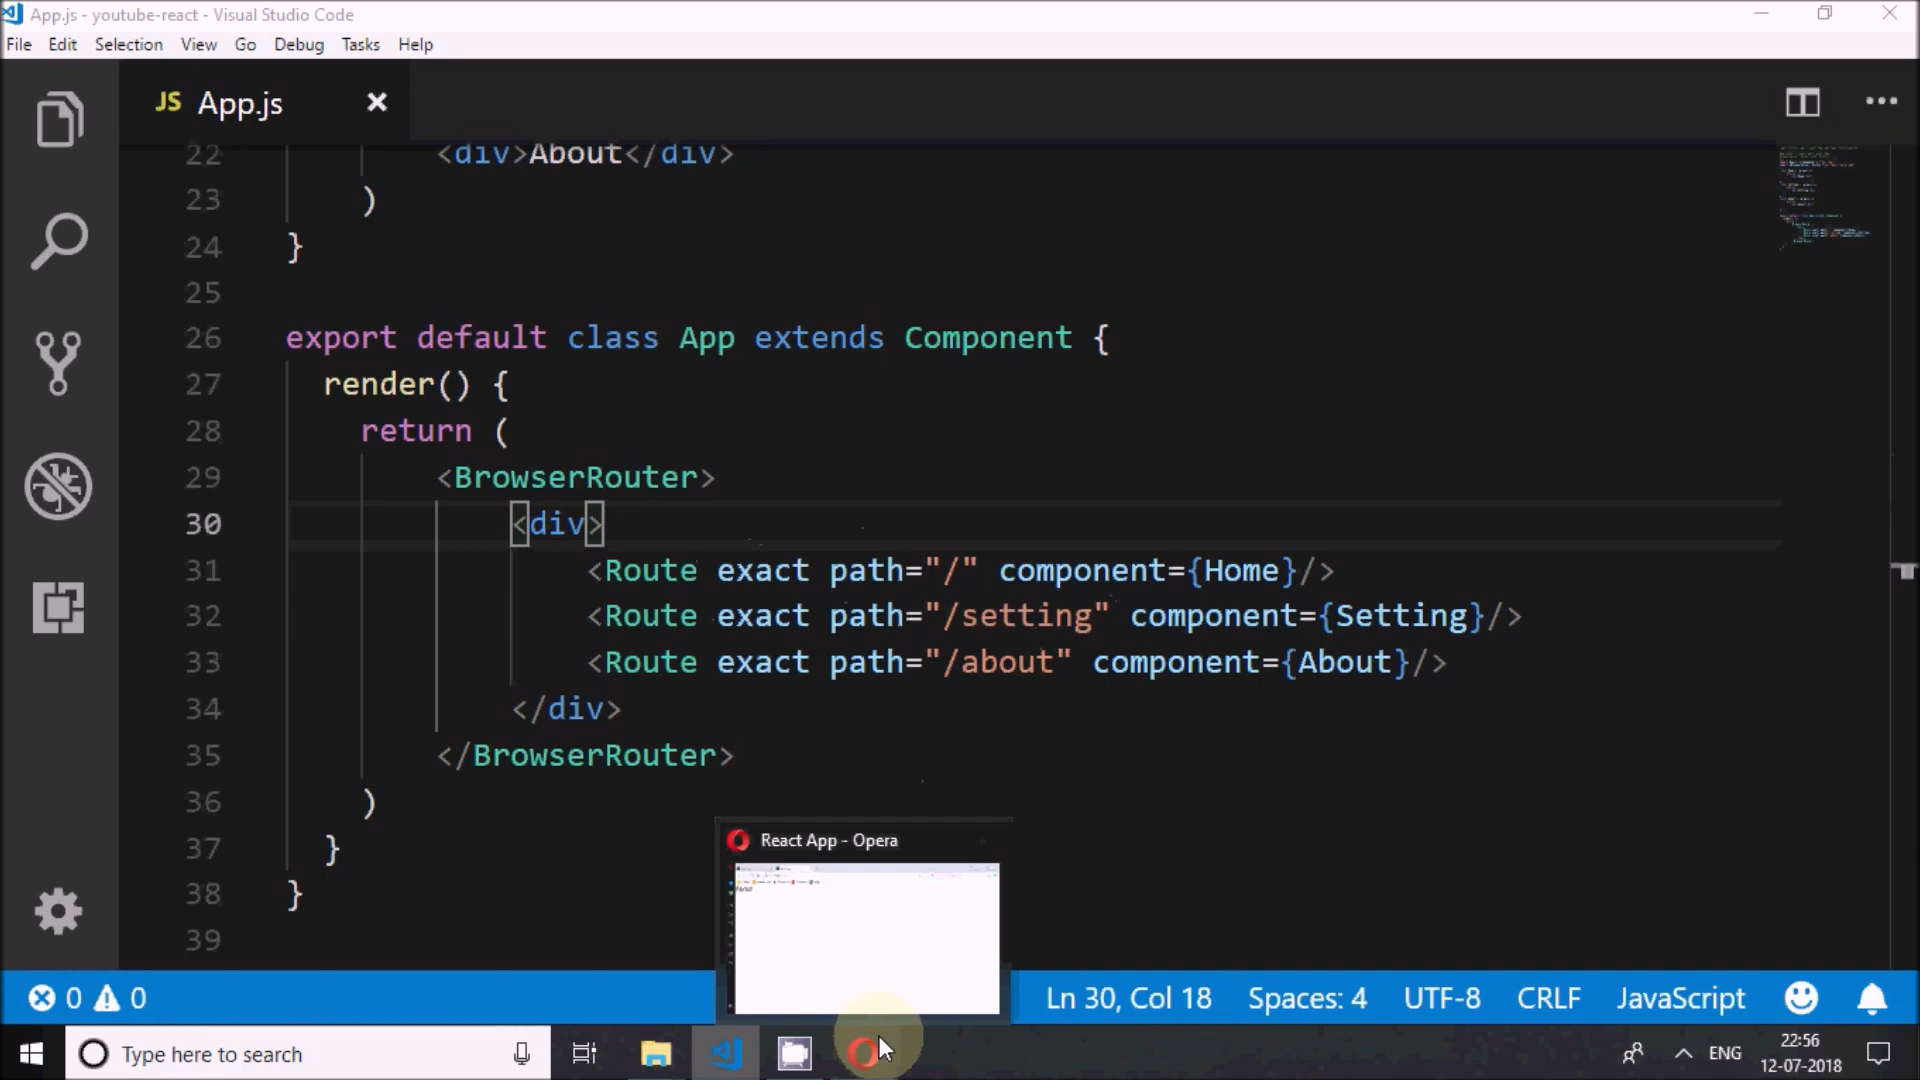 App.js - youtube-react - Visual Studio Code
File Edit Selection View Go Debug Tasks Help
JS App.js
22 <div>About</div>
23 )
24 }
25
26 export default class App extends Component {
27 render() {
28 return (
29 <BrowserRouter>
30 <div>
31 <Route exact path="/" component={Home}/>
32 <Route exact path="/setting" component={Setting}/>
33 <Route exact path="/about" component={About}/>
34 </div>
35 </BrowserRouter>
36 )
37 }
38 }
39
React App - Opera
0 0 Ln 30, Col 18 Spaces: 4 UTF-8 CRLF JavaScript
Type here to search ENG 22:56
12-07-2018